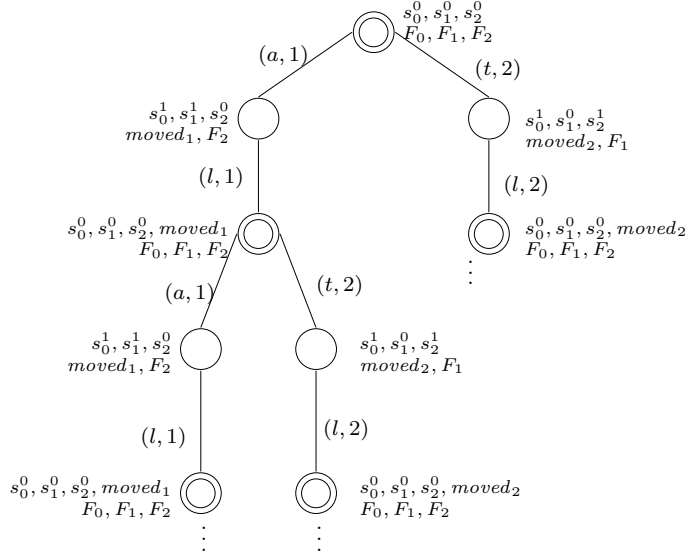 s_0^0, s_1^0, s_2^0
F_0, F_1, F_2
(a, 1)
(t, 2)
s_0^1, s_1^1, s_2^0
moved_1, F_2
s_0^1, s_1^0, s_2^1
moved_2, F_1
(l, 1)
(l, 2)
s_0^0, s_1^0, s_2^0, moved_1
F_0, F_1, F_2
s_0^0, s_1^0, s_2^0, moved_2
F_0, F_1, F_2
⋮
(a, 1)
(t, 2)
s_0^1, s_1^1, s_2^0
moved_1, F_2
s_0^1, s_1^0, s_2^1
moved_2, F_1
(l, 1)
(l, 2)
s_0^0, s_1^0, s_2^0, moved_1
F_0, F_1, F_2
s_0^0, s_1^0, s_2^0, moved_2
F_0, F_1, F_2
⋮
⋮